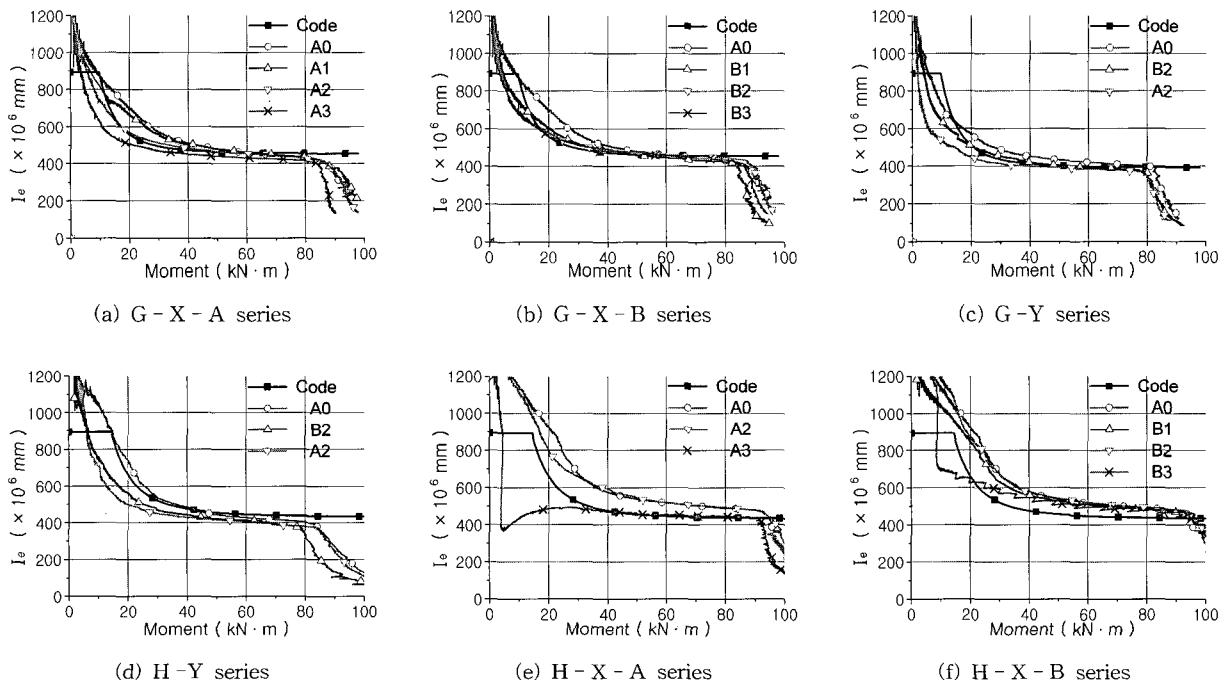 1200
1000
800
600
400
200
0
Ie (×10⁶ mm)
0 20 40 60 80 100
Moment ( kN · m )
Code
A0
A1
A2
A3
(a) G - X - A series
1200
1000
800
600
400
200
0
Ie (×10⁶ mm)
0 20 40 60 80 100
Moment ( kN · m )
Code
A0
B1
B2
B3
(b) G - X - B series
1200
1000
800
600
400
200
0
Ie (×10⁶ mm)
0 20 40 60 80 100
Moment ( kN · m )
Code
A0
B2
A2
(c) G - Y series
1200
1000
800
600
400
200
0
Ie (×10⁶ mm)
0 20 40 60 80 100
Moment ( kN · m )
Code
A0
B2
A2
(d) H - Y series
1200
1000
800
600
400
200
0
Ie (×10⁶ mm)
0 20 40 60 80 100
Moment ( kN · m )
Code
A0
A2
A3
(e) H - X - A series
1200
1000
800
600
400
200
0
Ie (×10⁶ mm)
0 20 40 60 80 100
Moment ( kN · m )
Code
A0
B1
B2
B3
(f) H - X - B series